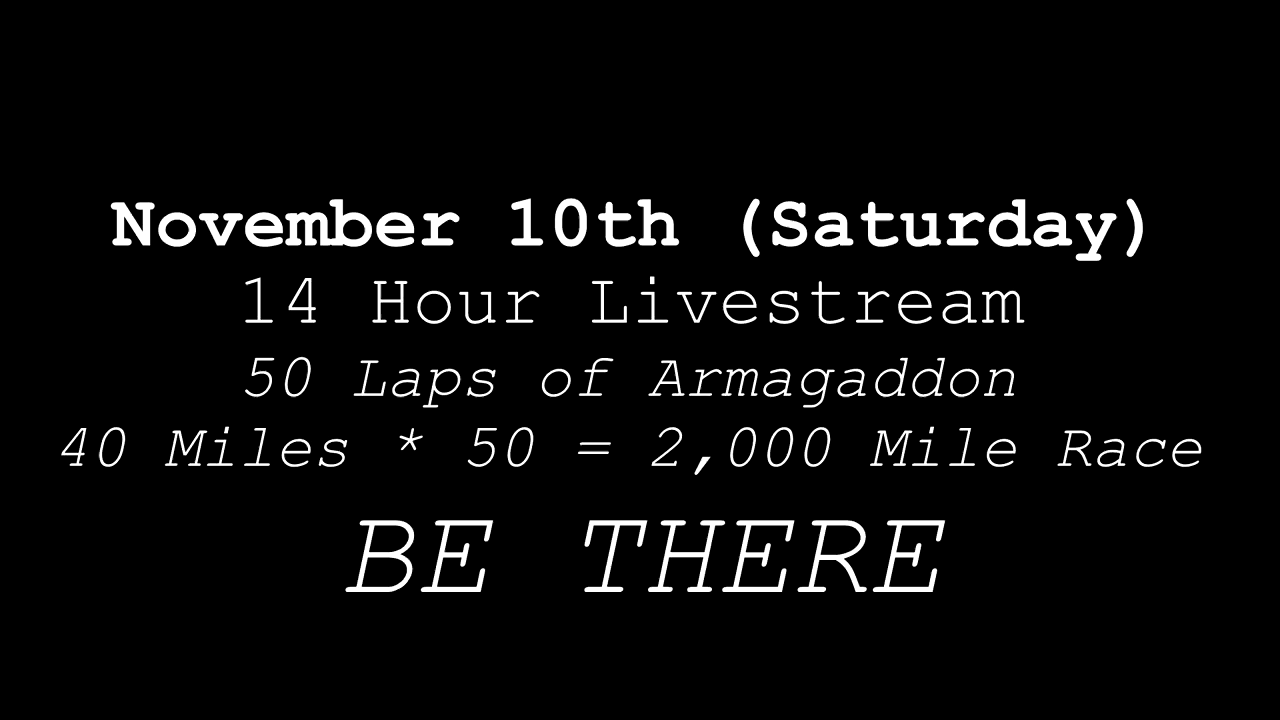 November 10th (Saturday)
14 Hour Livestream
50 Laps of Armagaddon
40 Miles * 50 = 2,000 Mile Race
BE THERE